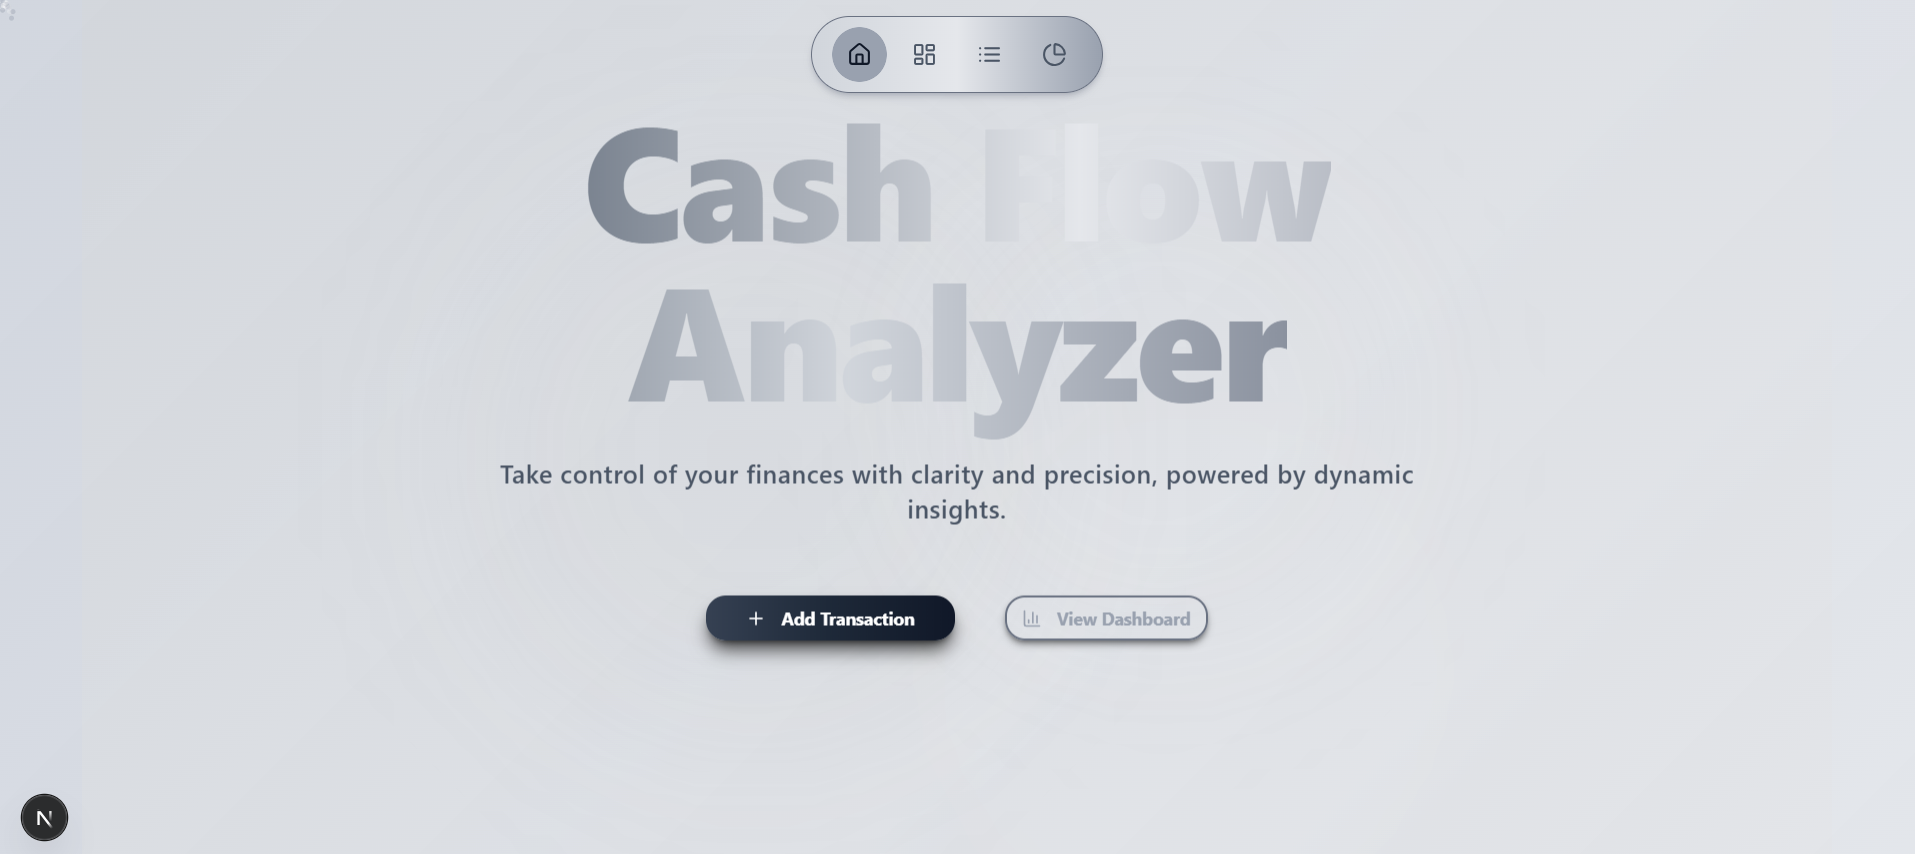 Cash Flow
Analyzer
Take control of your finances with clarity and precision, powered by dynamic
insights.
Add Transaction
View Dashboard
N